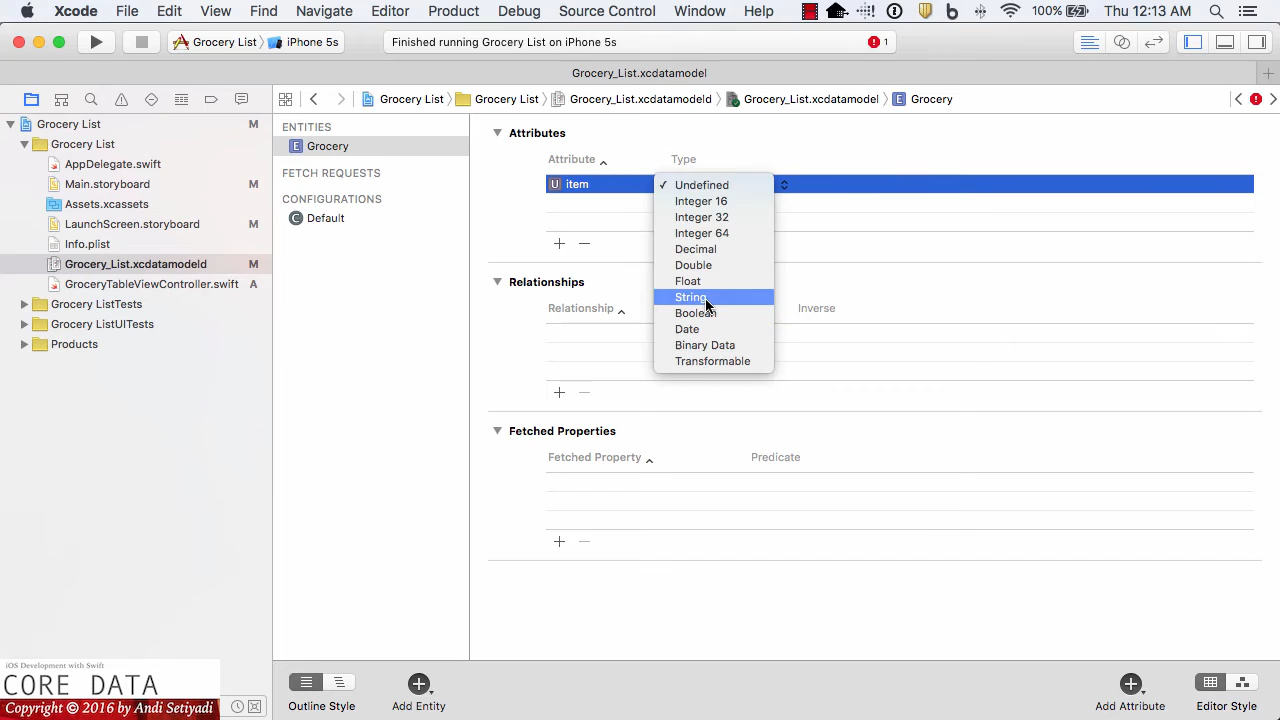 Xcode File Edit View Find Navigate Editor Product Debug Source Control Window Help 100% Thu 12:13 AM
Grocery List iPhone 5s Finished running Grocery List on iPhone 5s 1
Grocery_List.xcdatamodel
Grocery List Grocery List Grocery_List.xcdatamodeld Grocery_List.xcdatamodel E Grocery
Grocery List M
Grocery List
AppDelegate.swift
Main.storyboard M
Assets.xcassets
LaunchScreen.storyboard M
Info.plist
Grocery_List.xcdatamodeld M
GroceryTableViewController.swift A
Grocery ListTests
Grocery ListUITests
Products
ENTITIES
E Grocery
FETCH REQUESTS
CONFIGURATIONS
C Default
Attributes
Attribute Type
U item
✓ Undefined
Integer 16
Integer 32
Integer 64
Decimal
Double
Float
String
Boolean
Date
Binary Data
Transformable
Relationships
Relationship Inverse
Fetched Properties
Fetched Property Predicate
Outline Style Add Entity Add Attribute Editor Style
iOS Development with Swift
CORE DATA
Copyright © 2016 by Andi Setiyadi